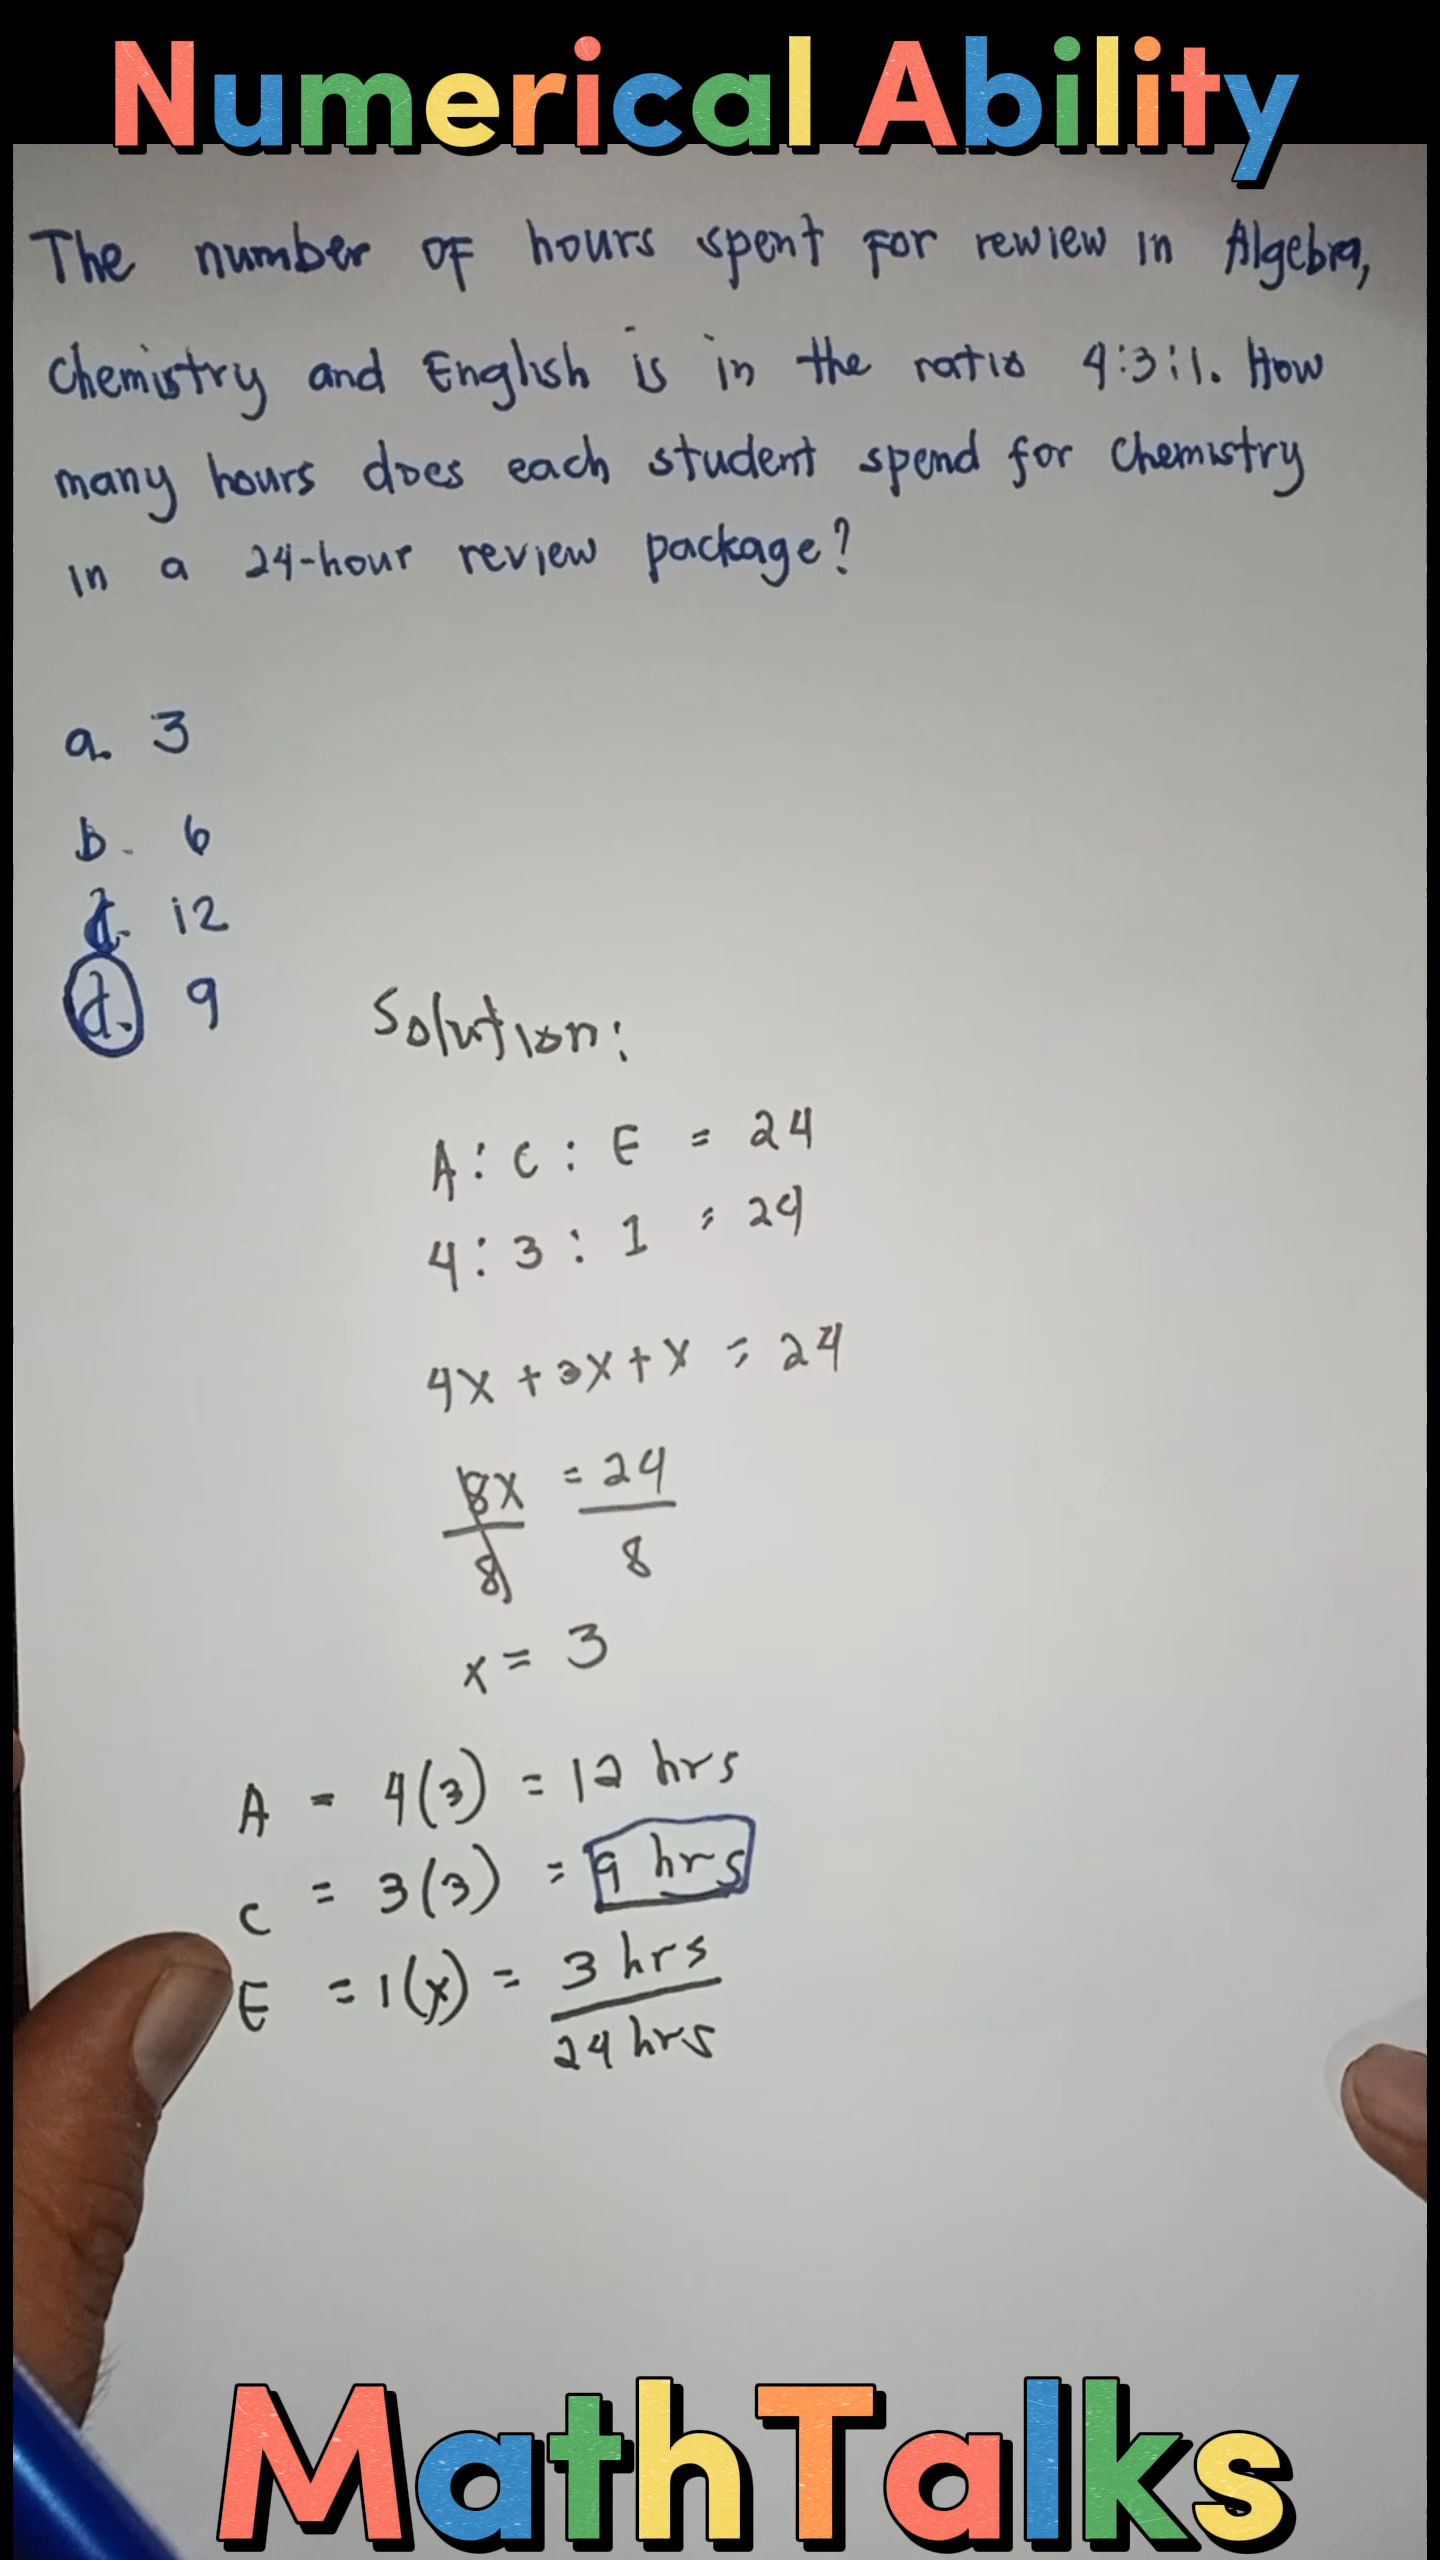 Numerical Ability
The number of hours spent for rewiew in Algebra,
Chemistry and English is in the ratio 4:3:1. How
many hours does each student spend for Chemistry
in a 24-hour review package?
a. 3
b. 6
12
d. 9
Solution:
A : C : E = 24
4 : 3 : 1 = 24
4x + 3x + x = 24
8x = 24
8 8
x = 3
A = 4(3) = 12 hrs
C = 3(3) = 9 hrs
E = 1(x) = 3 hrs
24 hrs
MathTalks